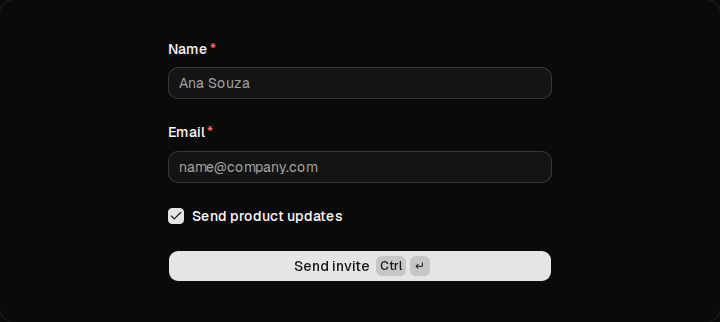 Name *
Ana Souza
Email *
name@company.com
Send product updates
Send invite Ctrl ↵